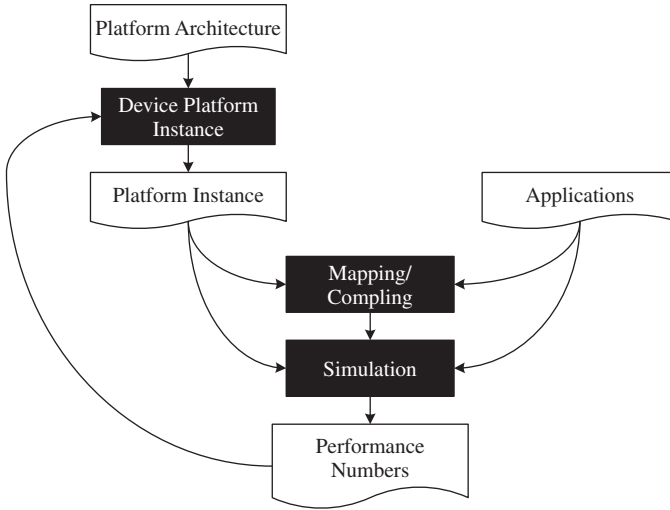 Platform Architecture
Device Platform
Instance
Platform Instance
Applications
Mapping/
Compling
Simulation
Performance
Numbers